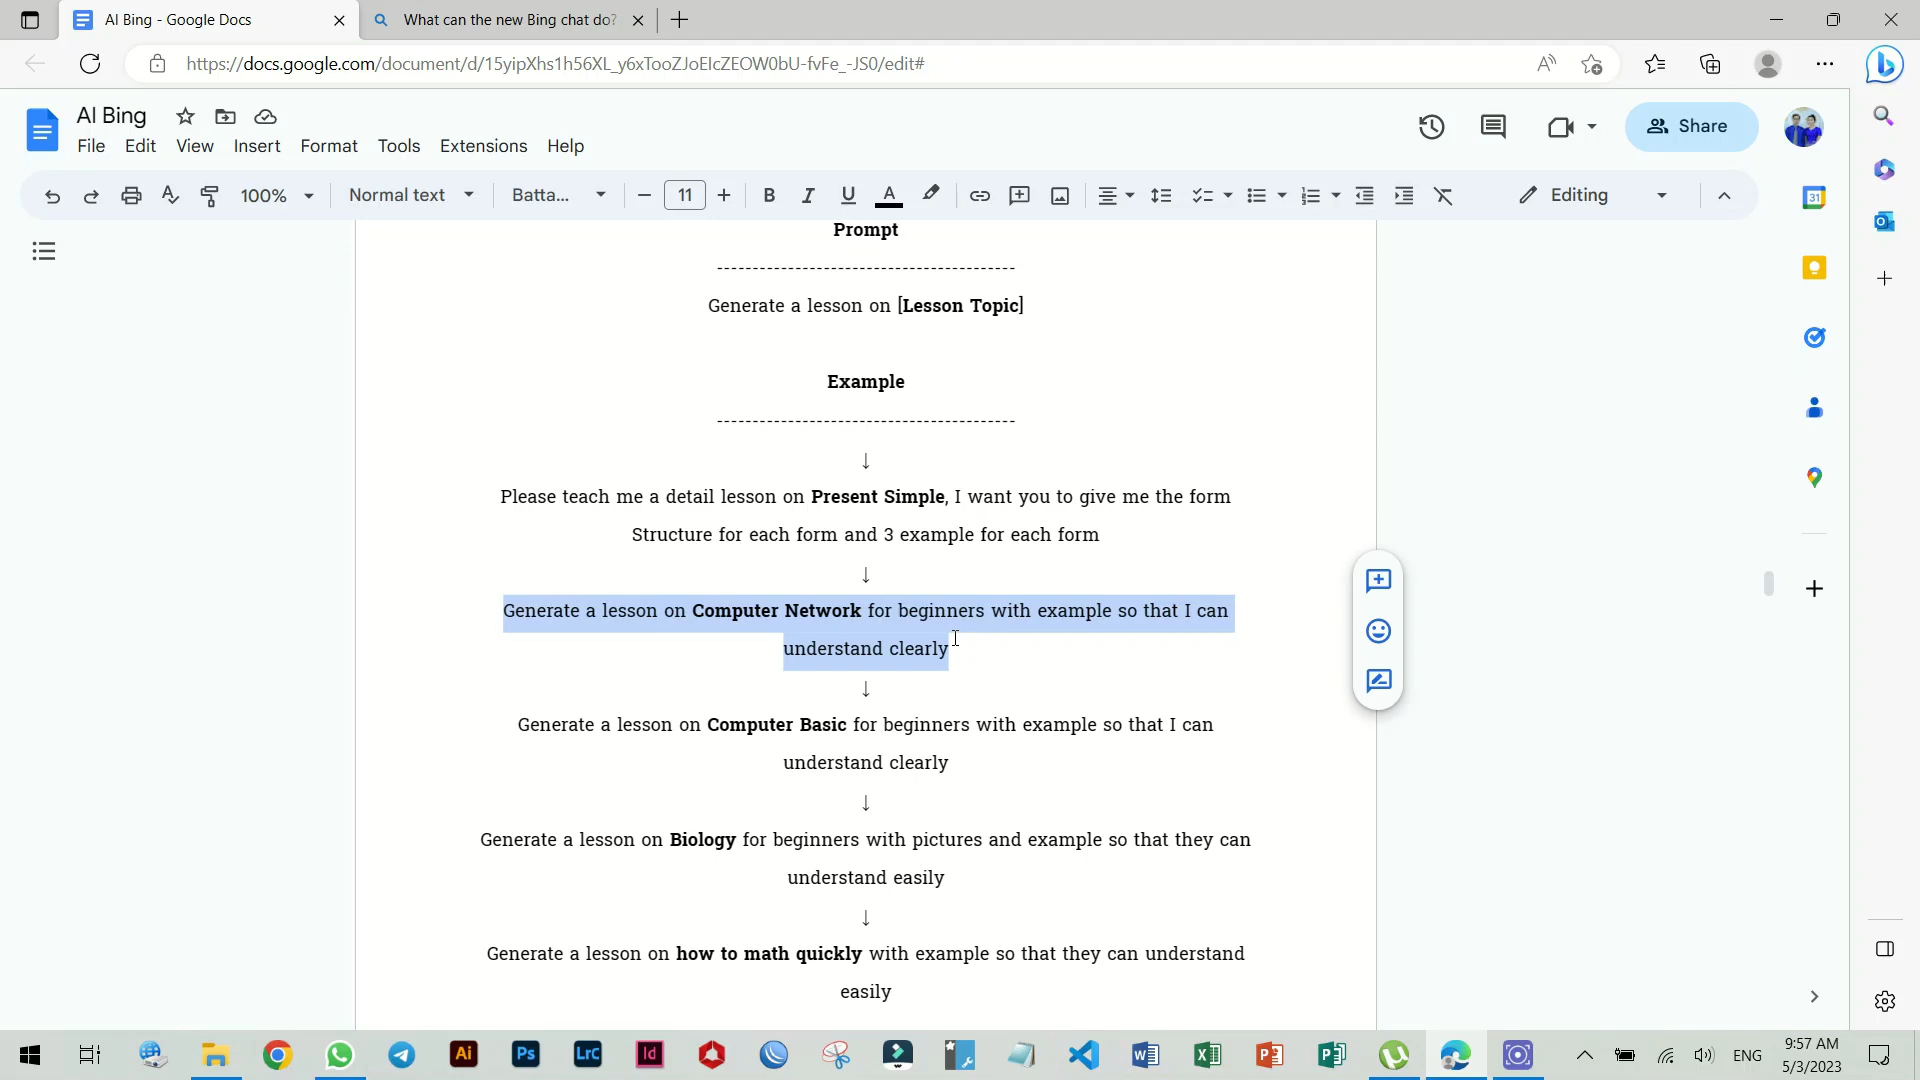 AI Bing - Google Docs
What can the new Bing chat do?
https://docs.google.com/document/d/15yipXhs1h56XL_y6xTooZJoEIcZEOW0bU-fvFe_-JS0/edit#
AI Bing
File Edit View Insert Format Tools Extensions Help
Share
100% Normal text Batta... 11 Editing
Prompt
-----------------------------------------
Generate a lesson on [Lesson Topic]
Example
-----------------------------------------
↓
Please teach me a detail lesson on Present Simple, I want you to give me the form
Structure for each form and 3 example for each form
↓
Generate a lesson on Computer Network for beginners with example so that I can
understand clearly
↓
Generate a lesson on Computer Basic for beginners with example so that I can
understand clearly
↓
Generate a lesson on Biology for beginners with pictures and example so that they can
understand easily
↓
Generate a lesson on how to math quickly with example so that they can understand
easily
ENG
9:57 AM
5/3/2023